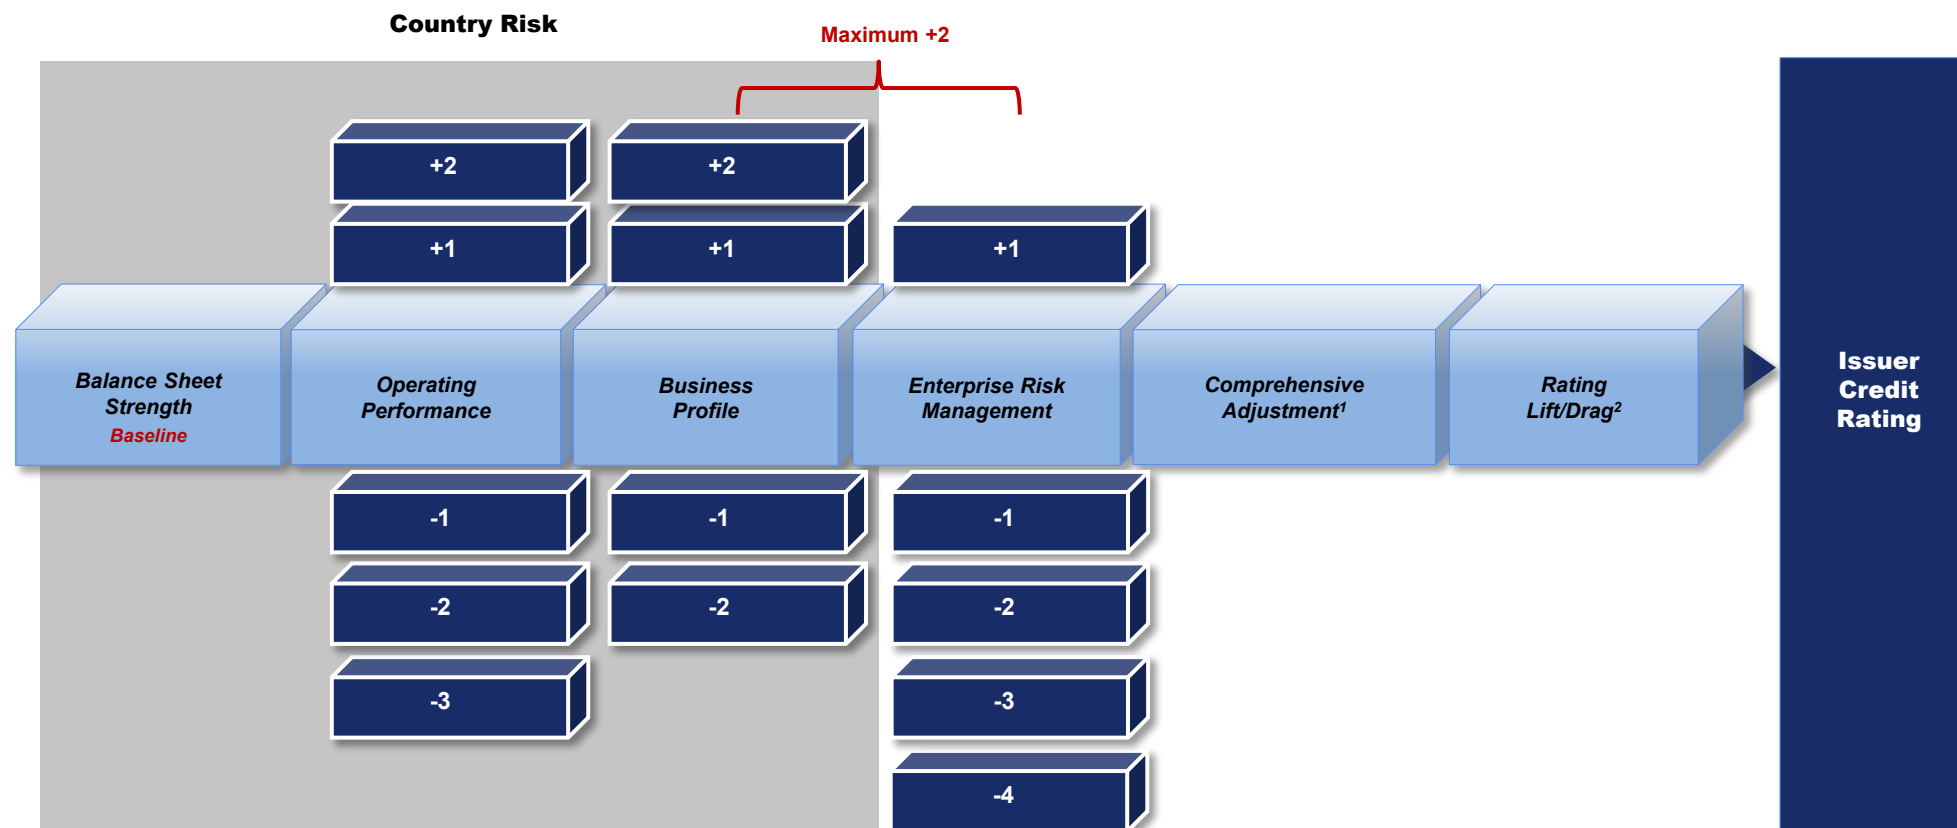 Country Risk
Maximum +2
+2
+2
+1
+1
+1
Balance Sheet
Strength
Baseline
Operating
Performance
Business
Profile
Enterprise Risk
Management
Comprehensive
Adjustment¹
Rating
Lift/Drag²
Issuer
Credit
Rating
-1
-1
-1
-2
-2
-2
-3
-3
-4